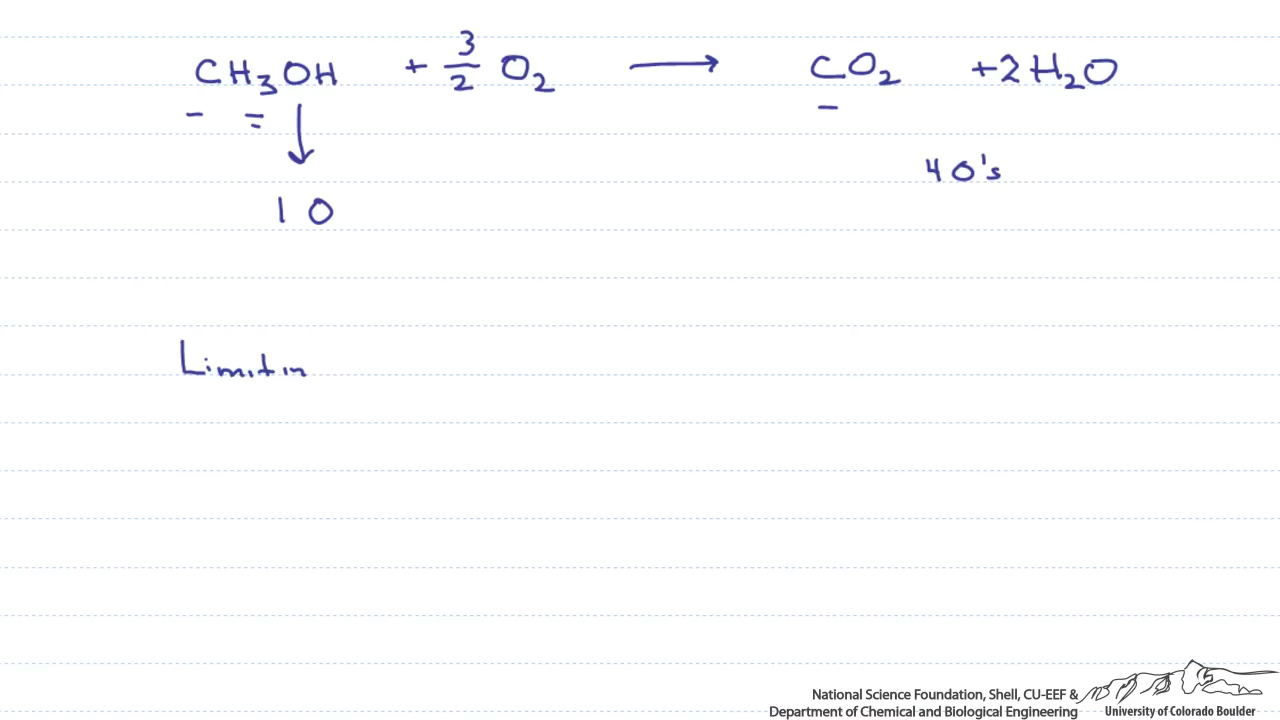 CH₃OH + 3/2 O₂ ⟶ CO₂ + 2H₂O
4 O's
1 O
Limitin
National Science Foundation, Shell, CU-EEF &
Department of Chemical and Biological Engineering
University of Colorado Boulder